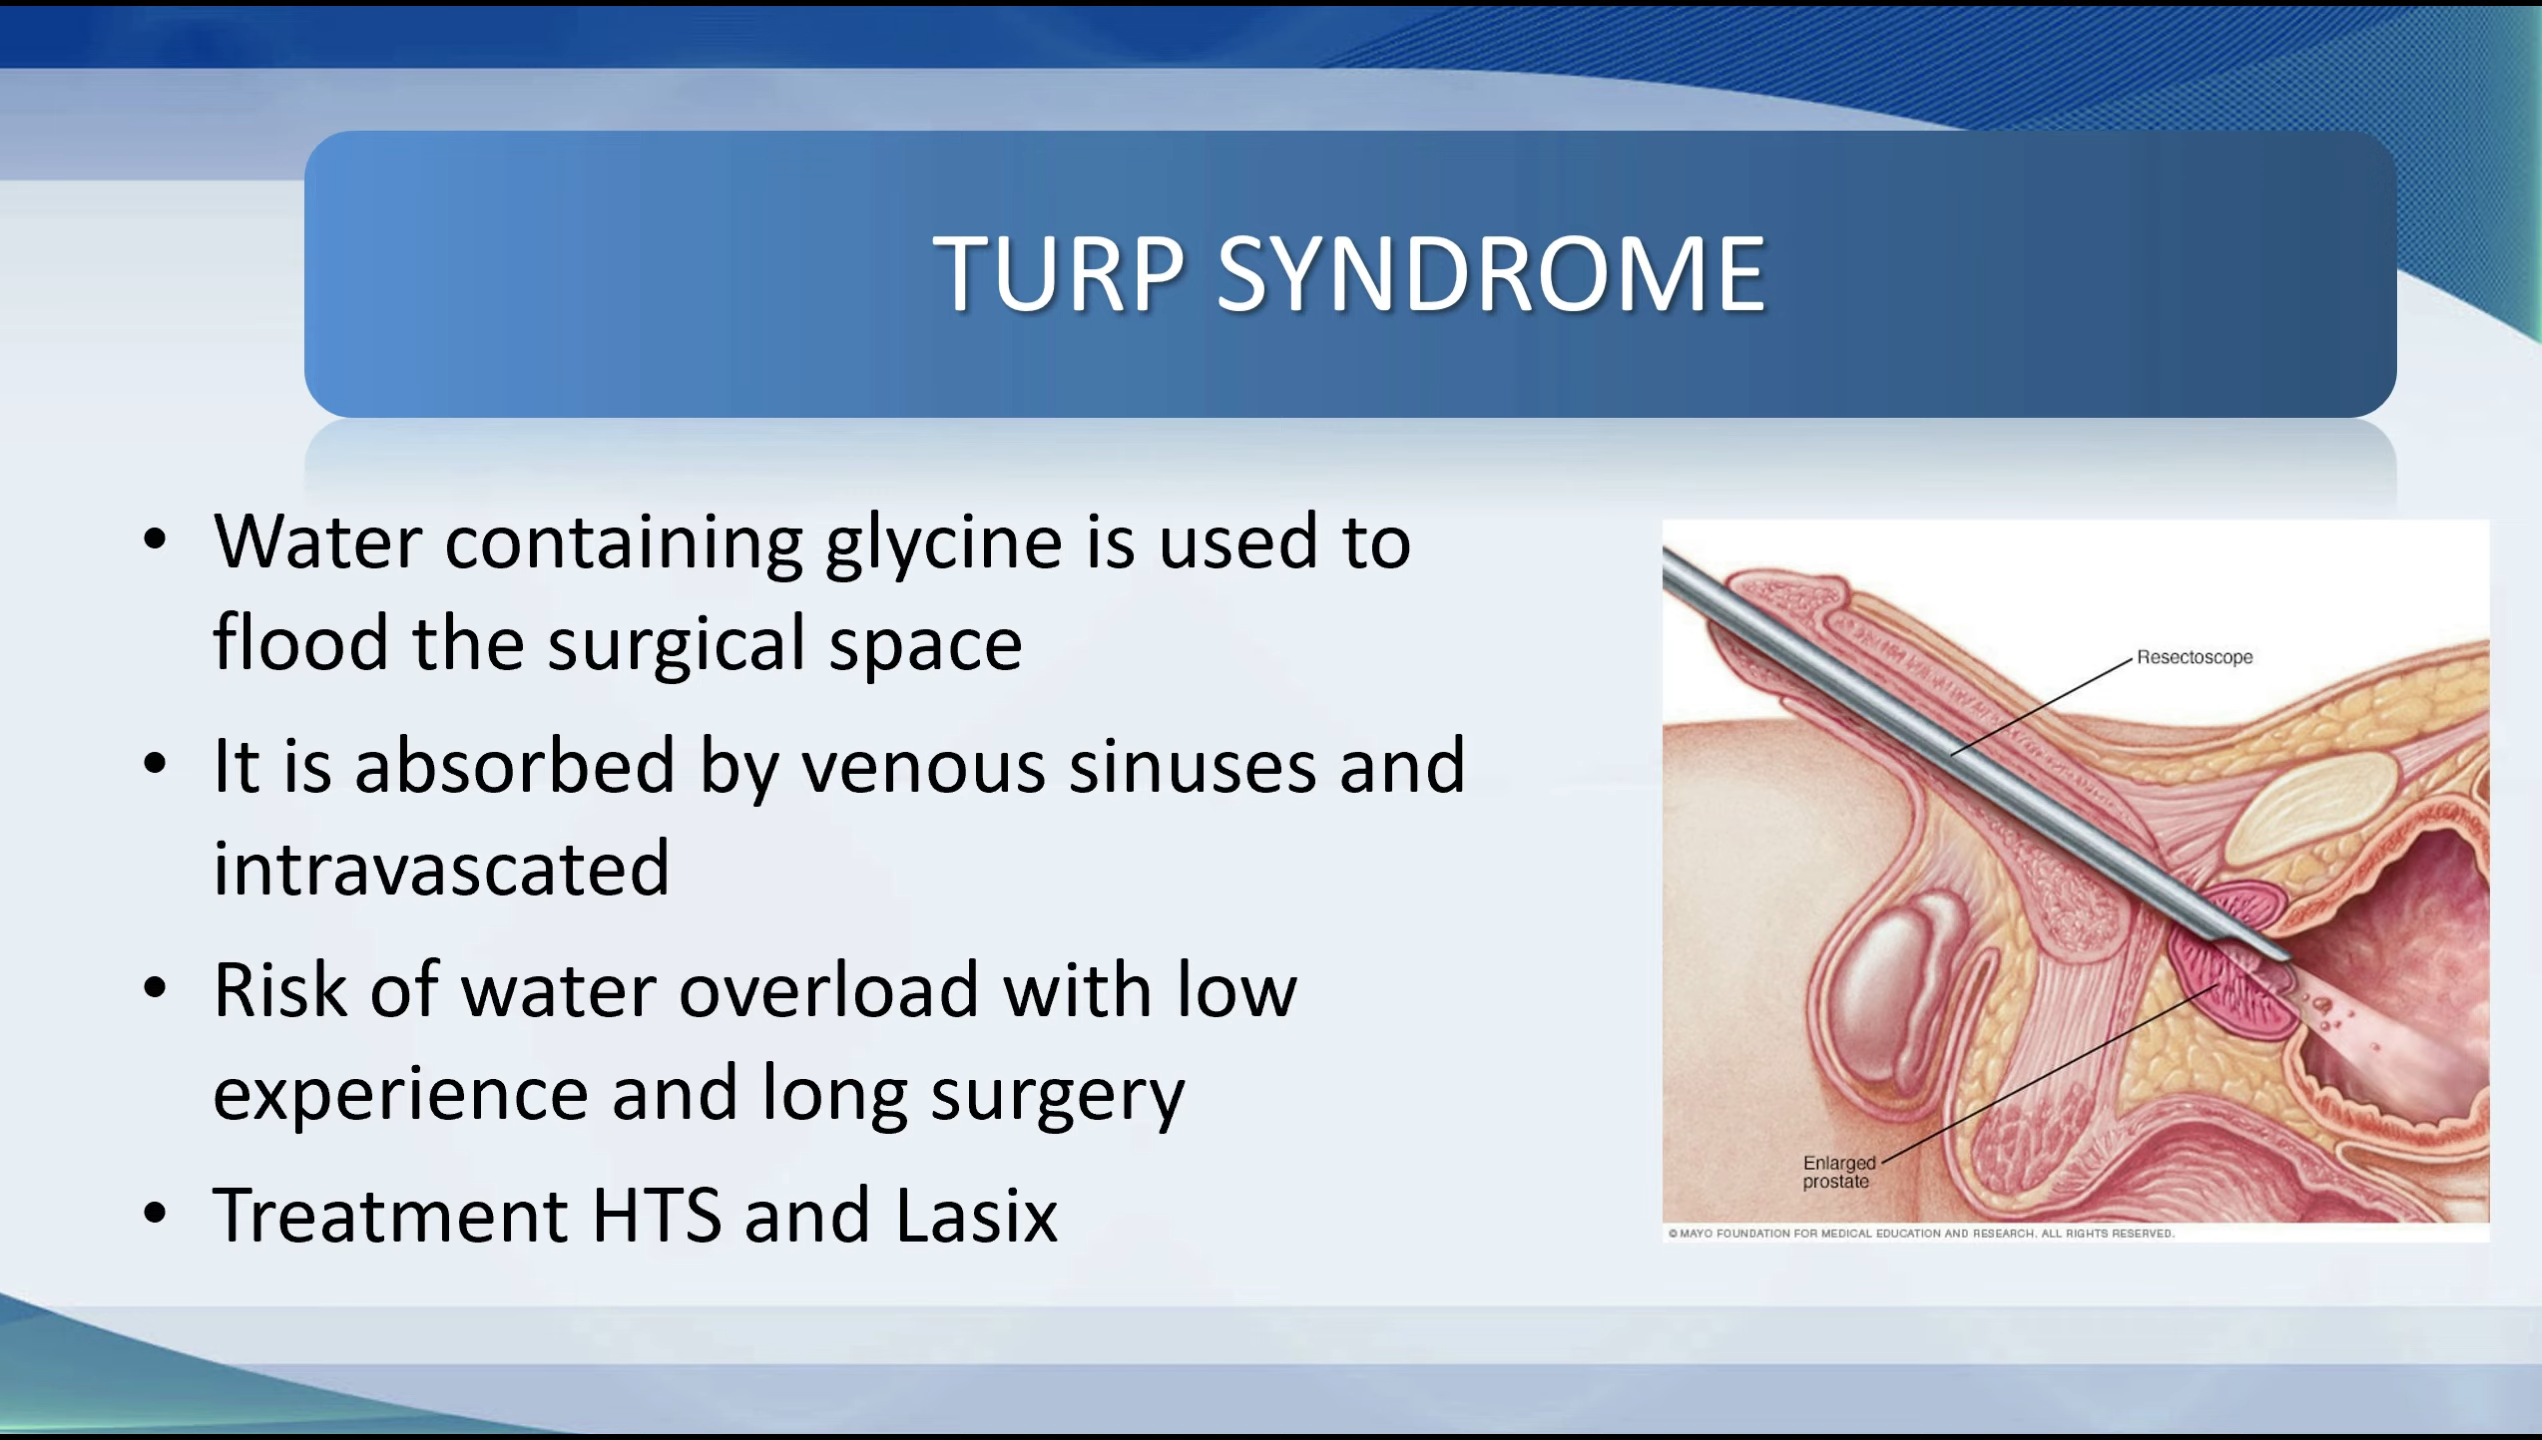 TURP SYNDROME
• Water containing glycine is used to
flood the surgical space
• It is absorbed by venous sinuses and
intravascated
• Risk of water overload with low
experience and long surgery
• Treatment HTS and Lasix
Resectoscope
Enlarged
prostate
© MAYO FOUNDATION FOR MEDICAL EDUCATION AND RESEARCH. ALL RIGHTS RESERVED.